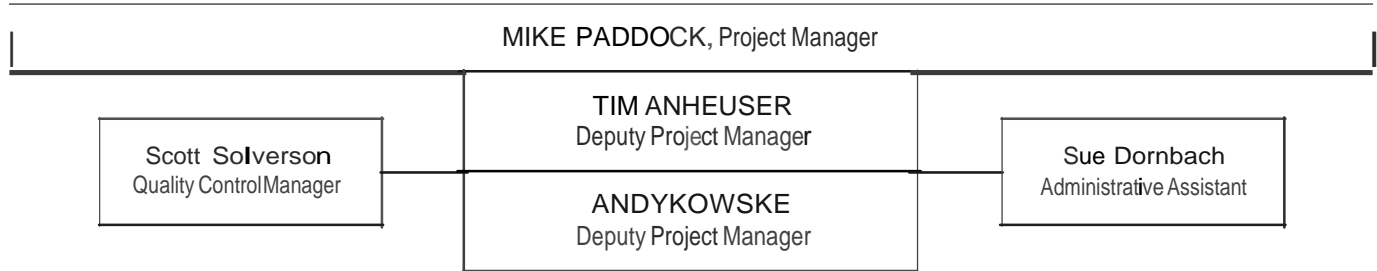 MIKE PADDOCK, Project Manager
TIM ANHEUSER
Deputy Project Manager
Scott Solverson
Quality ControlManager
Sue Dornbach
Administrative Assistant
ANDYKOWSKE
Deputy Project Manager